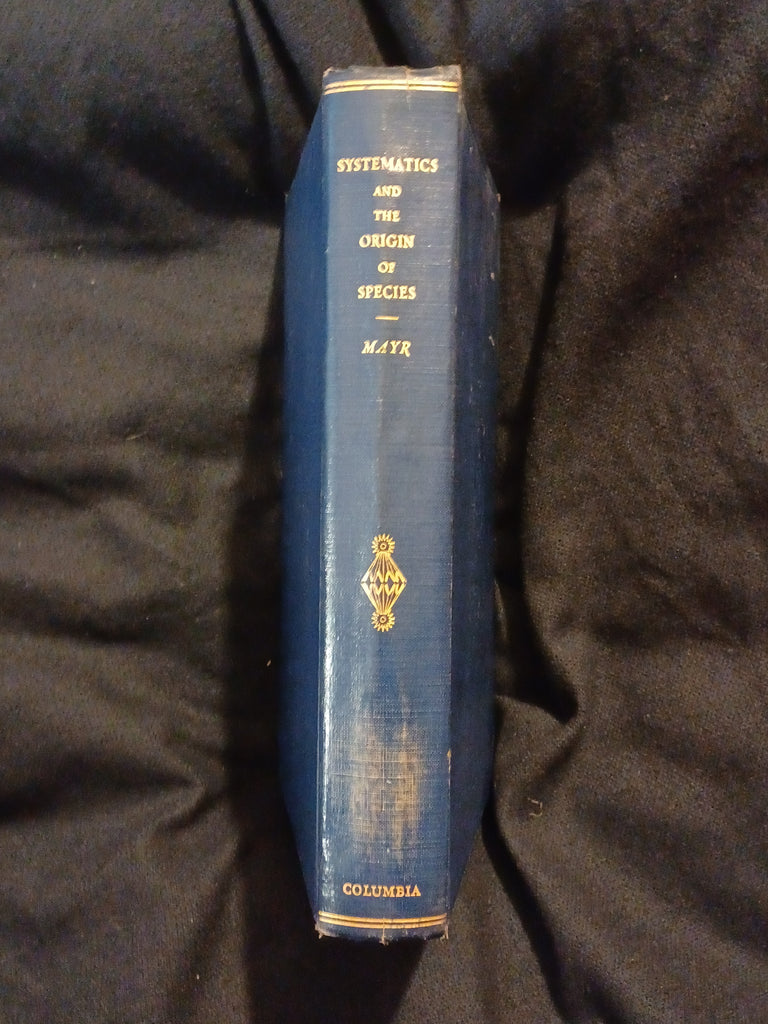 SYSTEMATICS
AND
THE
ORIGIN
OF
SPECIES
MAYR
COLUMBIA